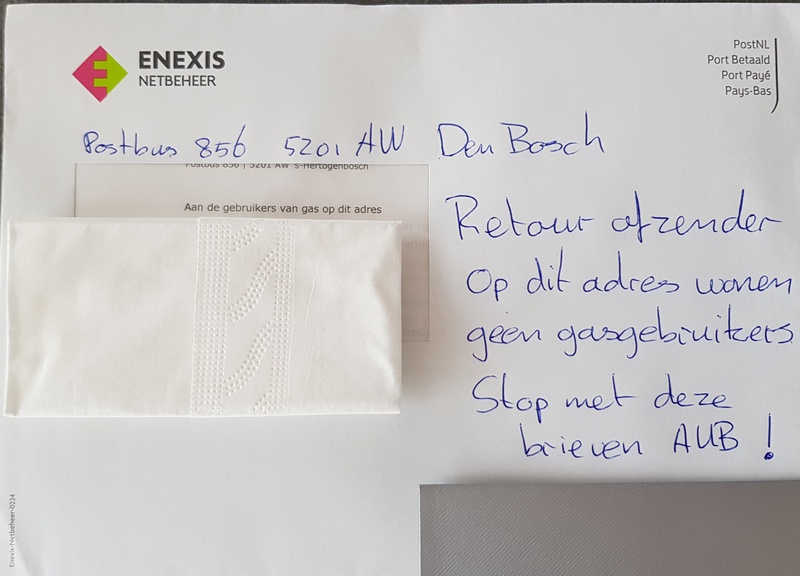 ENEXIS
NETBEHEER
PostNL
Port Betaald
Port Payé
Pays-Bas
Postbus 856 5201 AW Den Bosch
Postbus 856 | 5201 AW 's-Hertogenbosch
Aan de gebruikers van gas op dit adres
Retour afzender
Op dit adres wonen
geen gasgebruikers
Stop met deze
brieven AUB !
Enexis-Netbeheer-0224